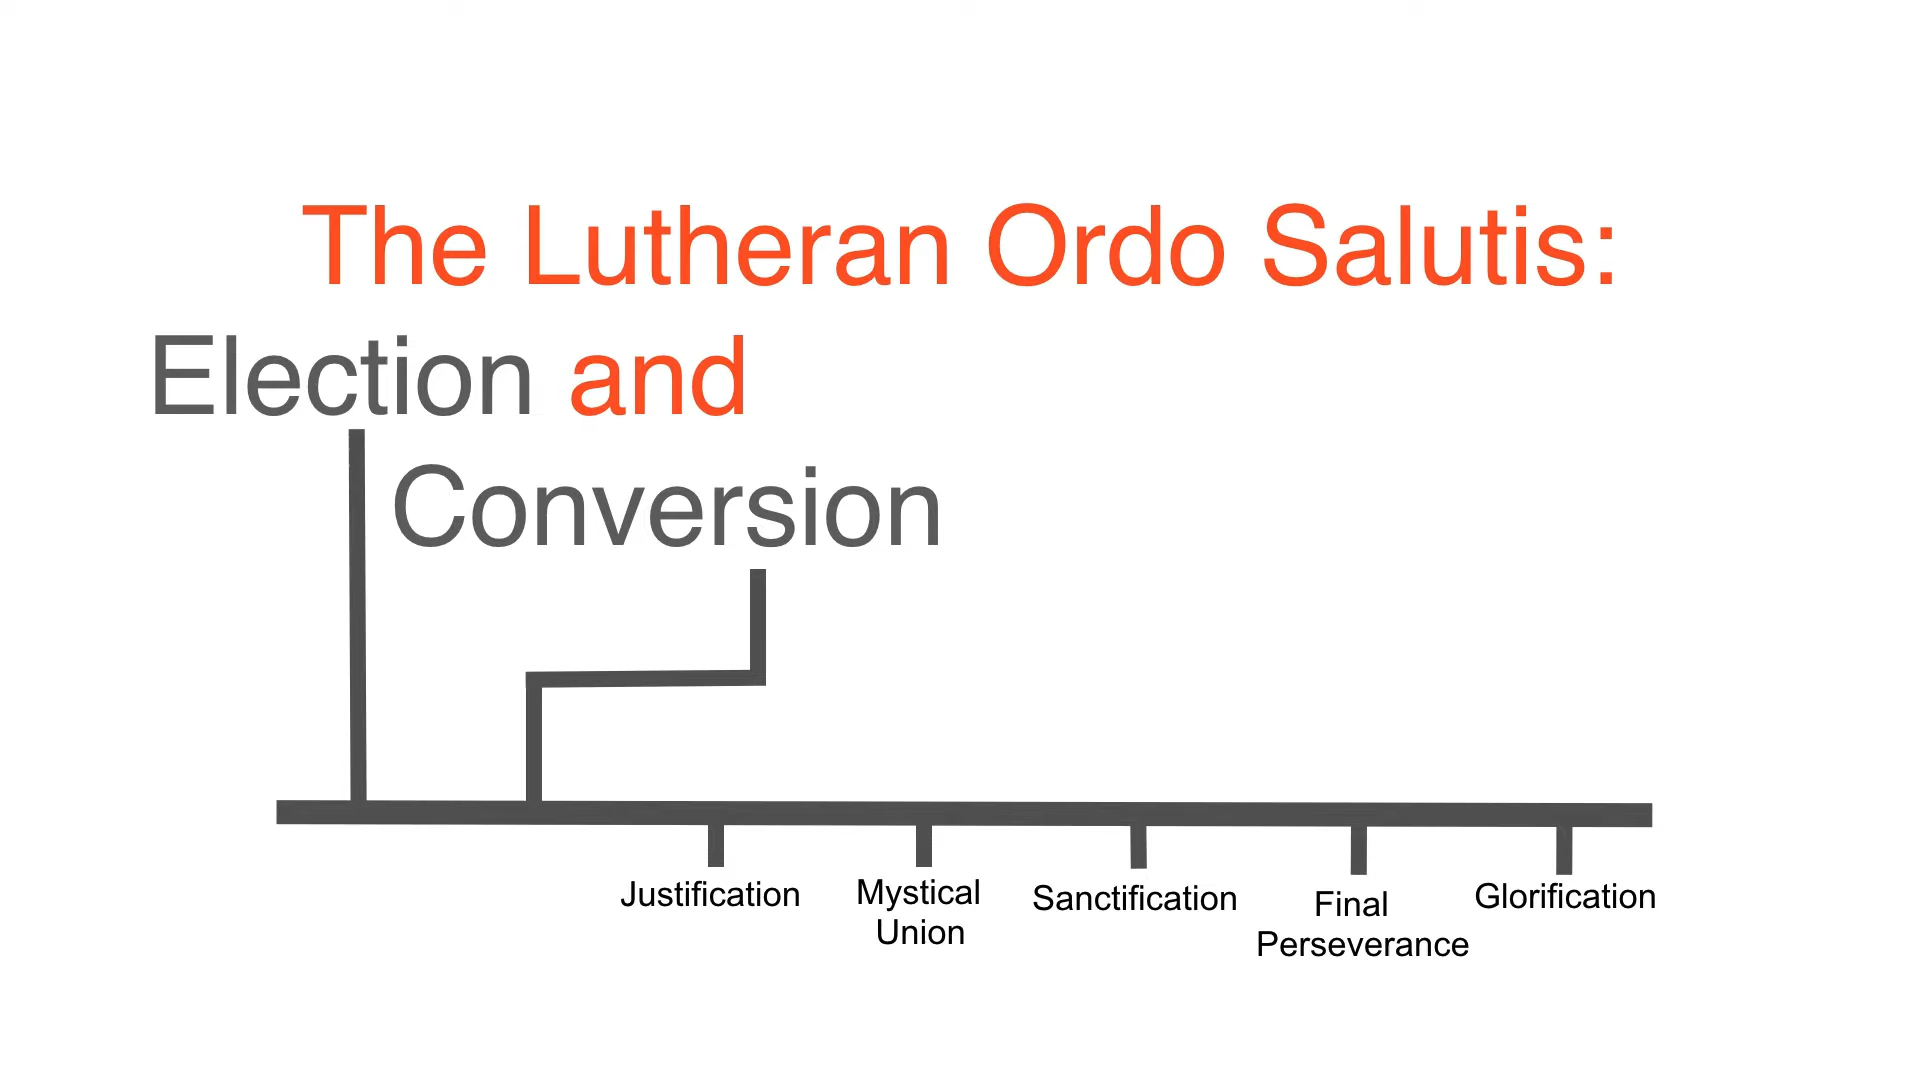 The Lutheran Ordo Salutis:
Election and
Conversion
Justification
Mystical
Union
Sanctification
Final
Perseverance
Glorification